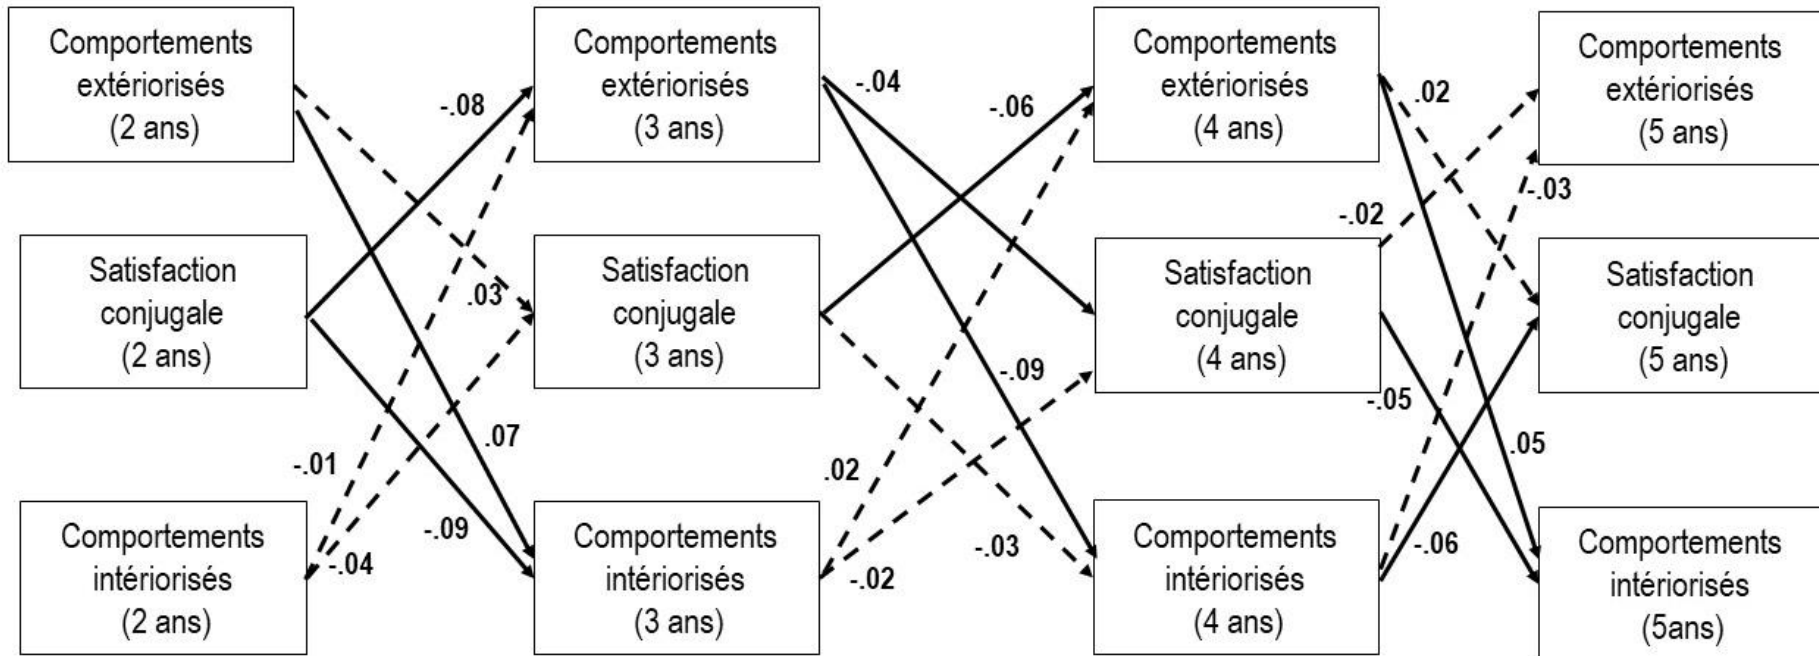 Comportements
extériorisés
(2 ans)
Comportements
extériorisés
(3 ans)
Comportements
extériorisés
(4 ans)
Comportements
extériorisés
(5 ans)
-.08
-.04
-.06
.02
-.03
-.02
Satisfaction
conjugale
(2 ans)
Satisfaction
conjugale
(3 ans)
Satisfaction
conjugale
(4 ans)
Satisfaction
conjugale
(5 ans)
.03
-.09
-.05
.07
.05
-.01
.02
-.09
-.04
-.03
-.02
-.06
Comportements
intériorisés
(2 ans)
Comportements
intériorisés
(3 ans)
Comportements
intériorisés
(4 ans)
Comportements
intériorisés
(5ans)